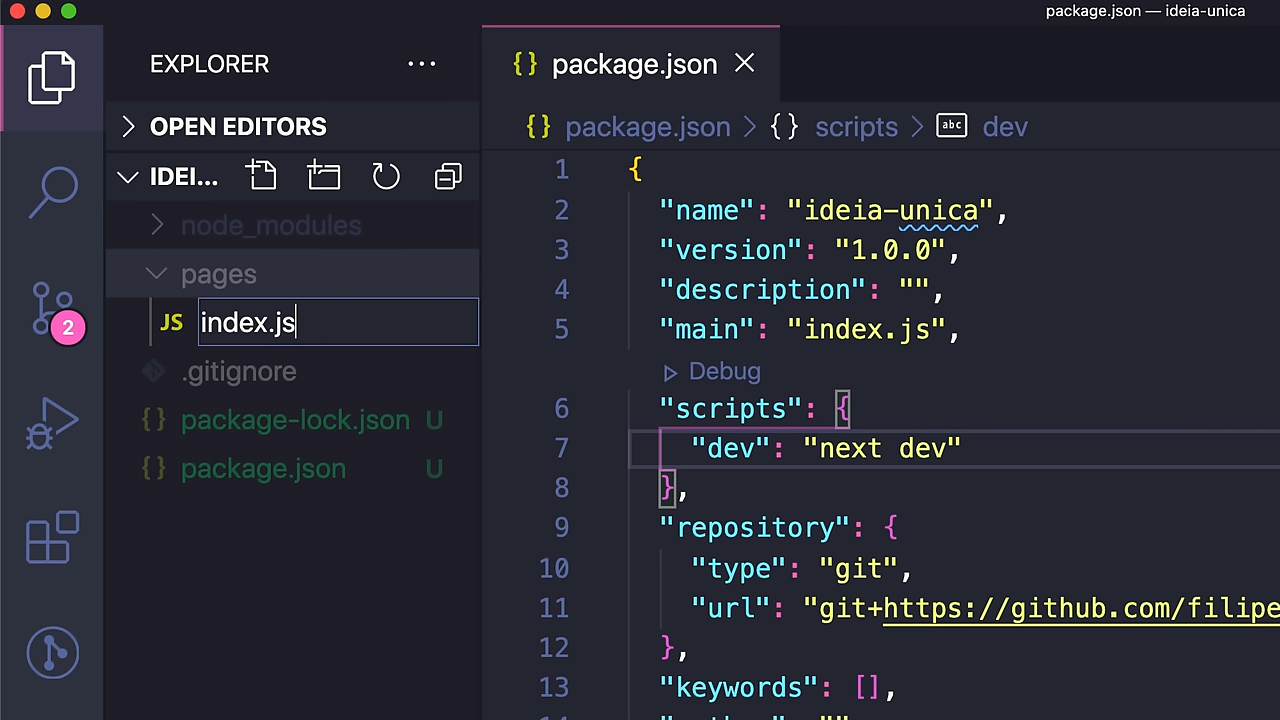 package.json — ideia-unica
EXPLORER
OPEN EDITORS
IDEI...
node_modules
pages
JS index.js
.gitignore
{} package-lock.json U
{} package.json U
2
{} package.json
{} package.json > {} scripts > abc dev
1 {
2 "name": "ideia-unica",
3 "version": "1.0.0",
4 "description": "",
5 "main": "index.js",
Debug
6 "scripts": {
7 "dev": "next dev"
8 },
9 "repository": {
10 "type": "git",
11 "url": "git+https://github.com/filipe
12 },
13 "keywords": [],